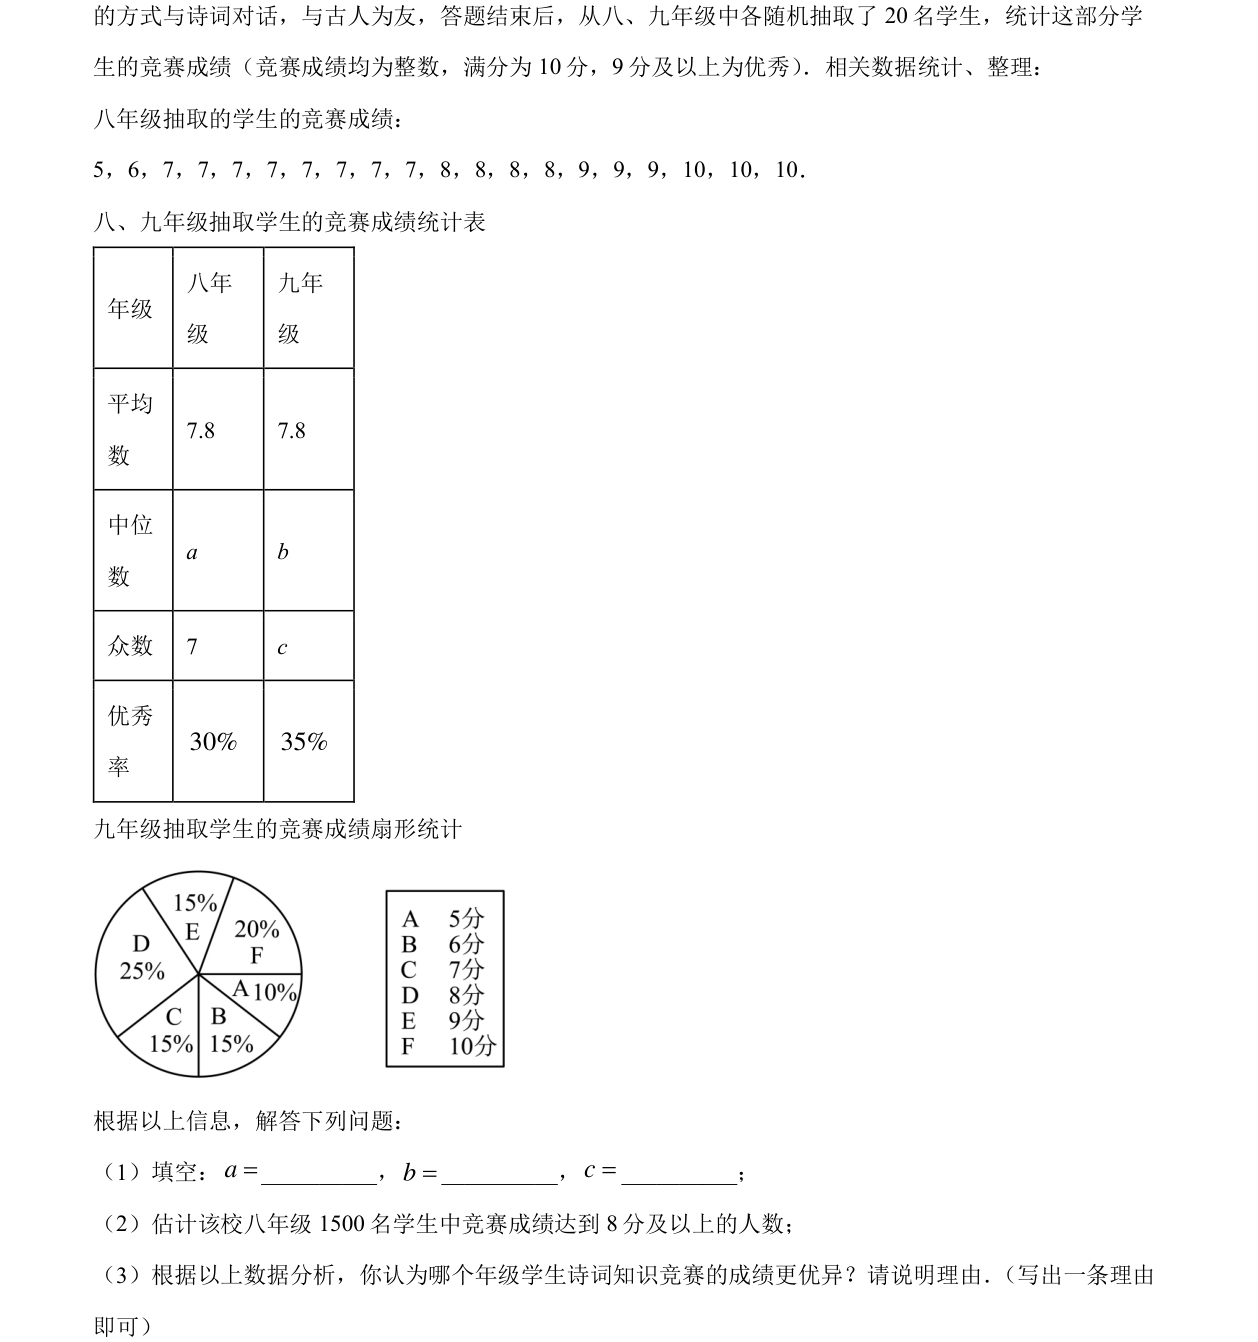 的方式与诗词对话，与古人为友，答题结束后，从八、九年级中各随机抽取了 20 名学生，统计这部分学
生的竞赛成绩（竞赛成绩均为整数，满分为 10 分，9 分及以上为优秀）．相关数据统计、整理：
八年级抽取的学生的竞赛成绩：
5，6，7，7，7，7，7，7，7，7，8，8，8，8，9，9，9，10，10，10．
八、九年级抽取学生的竞赛成绩统计表
年级
八年
级
九年
级
平均
数
7.8
7.8
中位
数
a
b
众数
7
c
优秀
率
30%
35%
九年级抽取学生的竞赛成绩扇形统计
15%
E
20%
F
D
25%
A 10%
C
15%
B
15%
A 5分
B 6分
C 7分
D 8分
E 9分
F 10分
根据以上信息，解答下列问题：
（1）填空：a =__________，b =__________，c =__________；
（2）估计该校八年级 1500 名学生中竞赛成绩达到 8 分及以上的人数；
（3）根据以上数据分析，你认为哪个年级学生诗词知识竞赛的成绩更优异？请说明理由．（写出一条理由
即可）